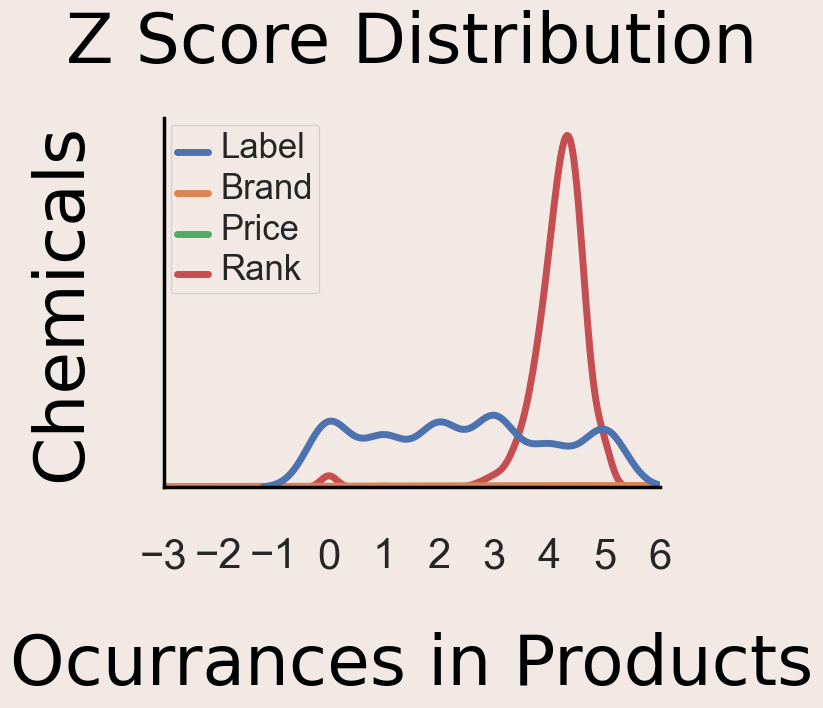 Z Score Distribution
Chemicals
Label
Brand
Price
Rank
−3 −2 −1 0 1 2 3 4 5 6
Ocurrances in Products